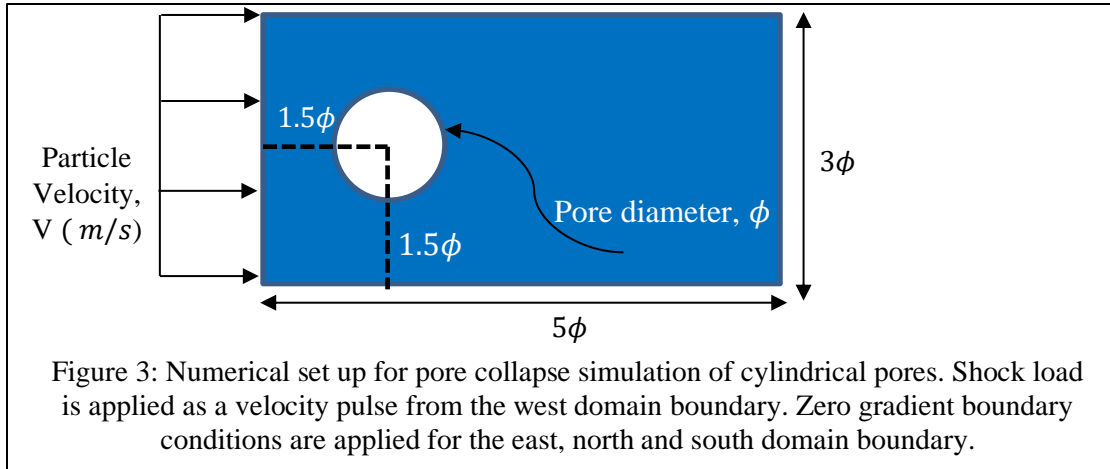 1.5𝜙
Particle
Velocity,
V ( 𝑚/𝑠)
3𝜙
Pore diameter, 𝜙
1.5𝜙
5𝜙
Figure 3: Numerical set up for pore collapse simulation of cylindrical pores. Shock load
is applied as a velocity pulse from the west domain boundary. Zero gradient boundary
conditions are applied for the east, north and south domain boundary.